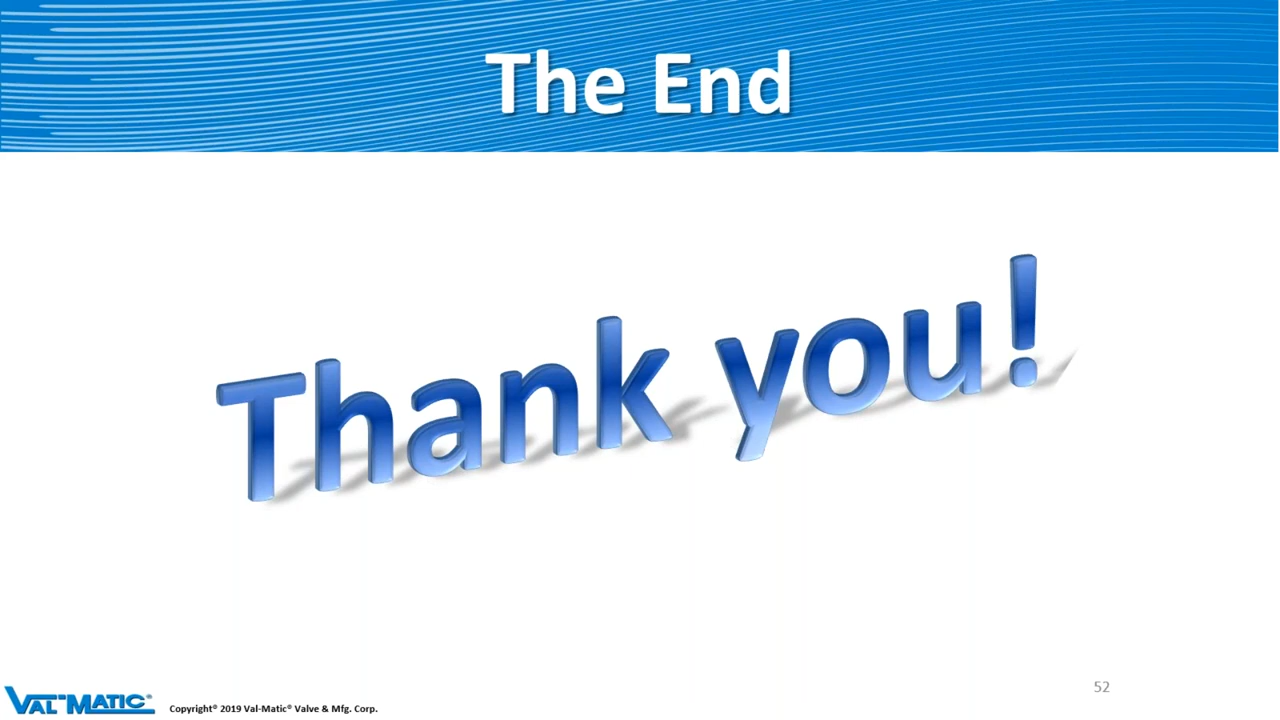 The End
Thank you!
52
VAL-MATIC®
Copyright® 2019 Val-Matic® Valve & Mfg. Corp.